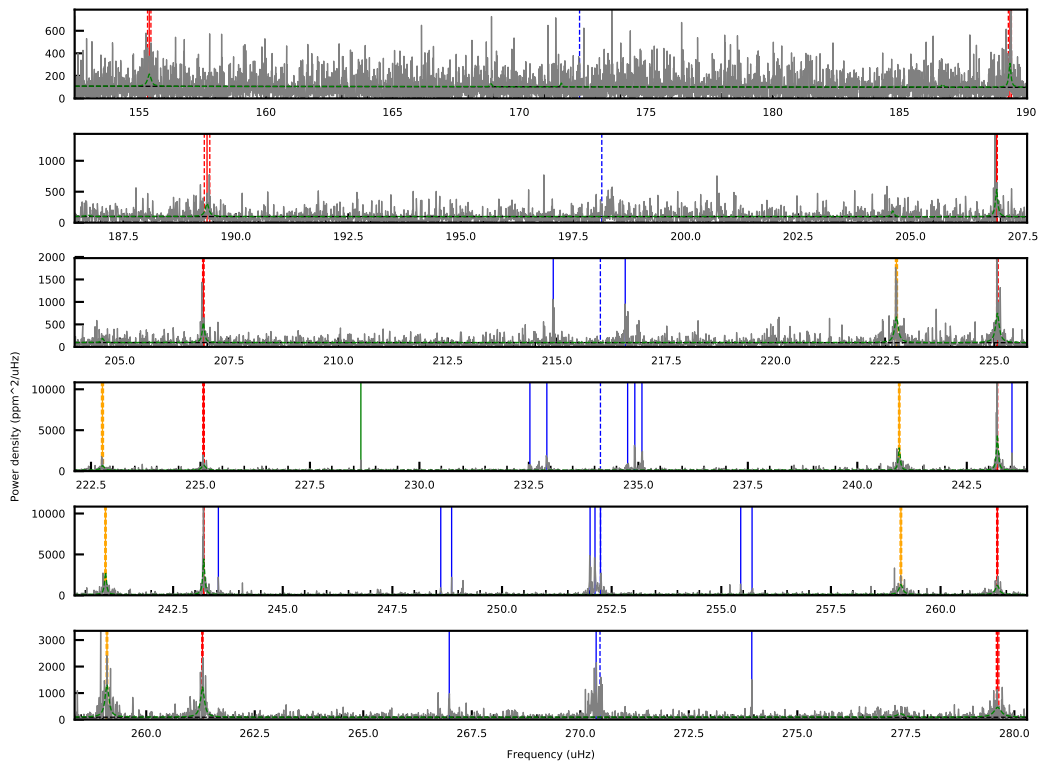 600
400
200
0
155 160 165 170 175 180 185 190
1000
500
0
187.5 190.0 192.5 195.0 197.5 200.0 202.5 205.0 207.5
2000
1500
1000
500
0
205.0 207.5 210.0 212.5 215.0 217.5 220.0 222.5 225.0
Power density (ppm^2/uHz)
10000
5000
0
222.5 225.0 227.5 230.0 232.5 235.0 237.5 240.0 242.5
10000
5000
0
242.5 245.0 247.5 250.0 252.5 255.0 257.5 260.0
3000
2000
1000
0
260.0 262.5 265.0 267.5 270.0 272.5 275.0 277.5 280.0
Frequency (uHz)